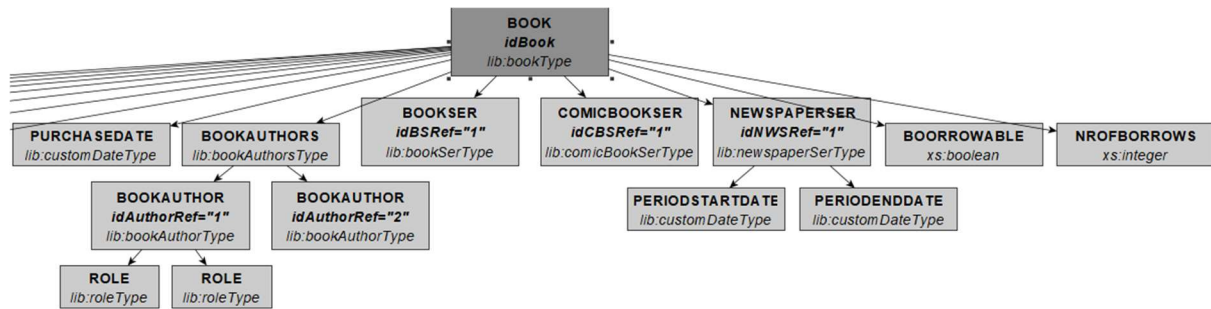 BOOK
idBook
lib:bookType
PURCHASEDATE
lib:customDateType
BOOKAUTHORS
lib:bookAuthorsType
BOOKSER
idBSRef="1"
lib:bookSerType
COMICBOOKSER
idCBSRef="1"
lib:comicBookSerType
NEWSPAPERSER
idNWSRef="1"
lib:newspaperSerType
BOORROWABLE
xs:boolean
NROFBORROWS
xs:integer
BOOKAUTHOR
idAuthorRef="1"
lib:bookAuthorType
BOOKAUTHOR
idAuthorRef="2"
lib:bookAuthorType
PERIODSTARTDATE
lib:customDateType
PERIODENDDATE
lib:customDateType
ROLE
lib:roleType
ROLE
lib:roleType